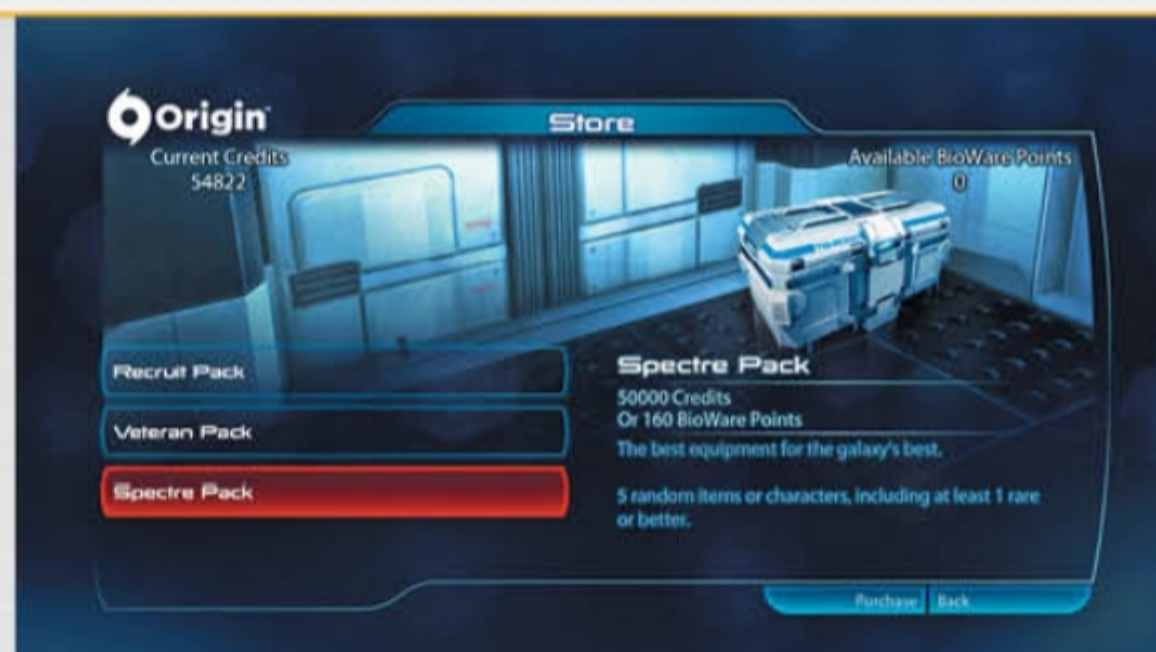 Origin
Store
Current Credits
54822
Available BioWare Points
0
Recruit Pack
Veteran Pack
Spectre Pack
Spectre Pack
50000 Credits
Or 160 BioWare Points
The best equipment for the galaxy's best.
5 random items or characters, including at least 1 rare
or better.
Purchase
Back